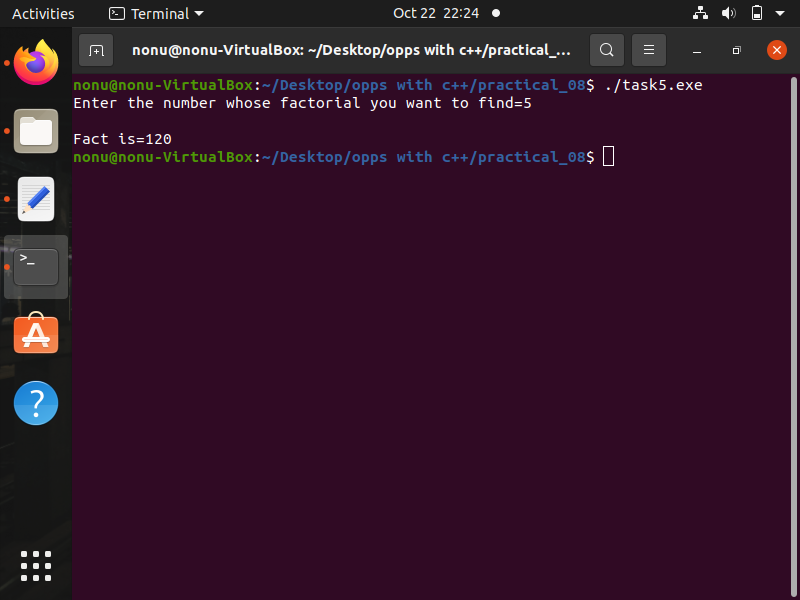 Activities
Terminal
Oct 22 22:24
nonu@nonu-VirtualBox: ~/Desktop/opps with c++/practical_...
nonu@nonu-VirtualBox:~/Desktop/opps with c++/practical_08$ ./task5.exe
Enter the number whose factorial you want to find=5
Fact is=120
nonu@nonu-VirtualBox:~/Desktop/opps with c++/practical_08$